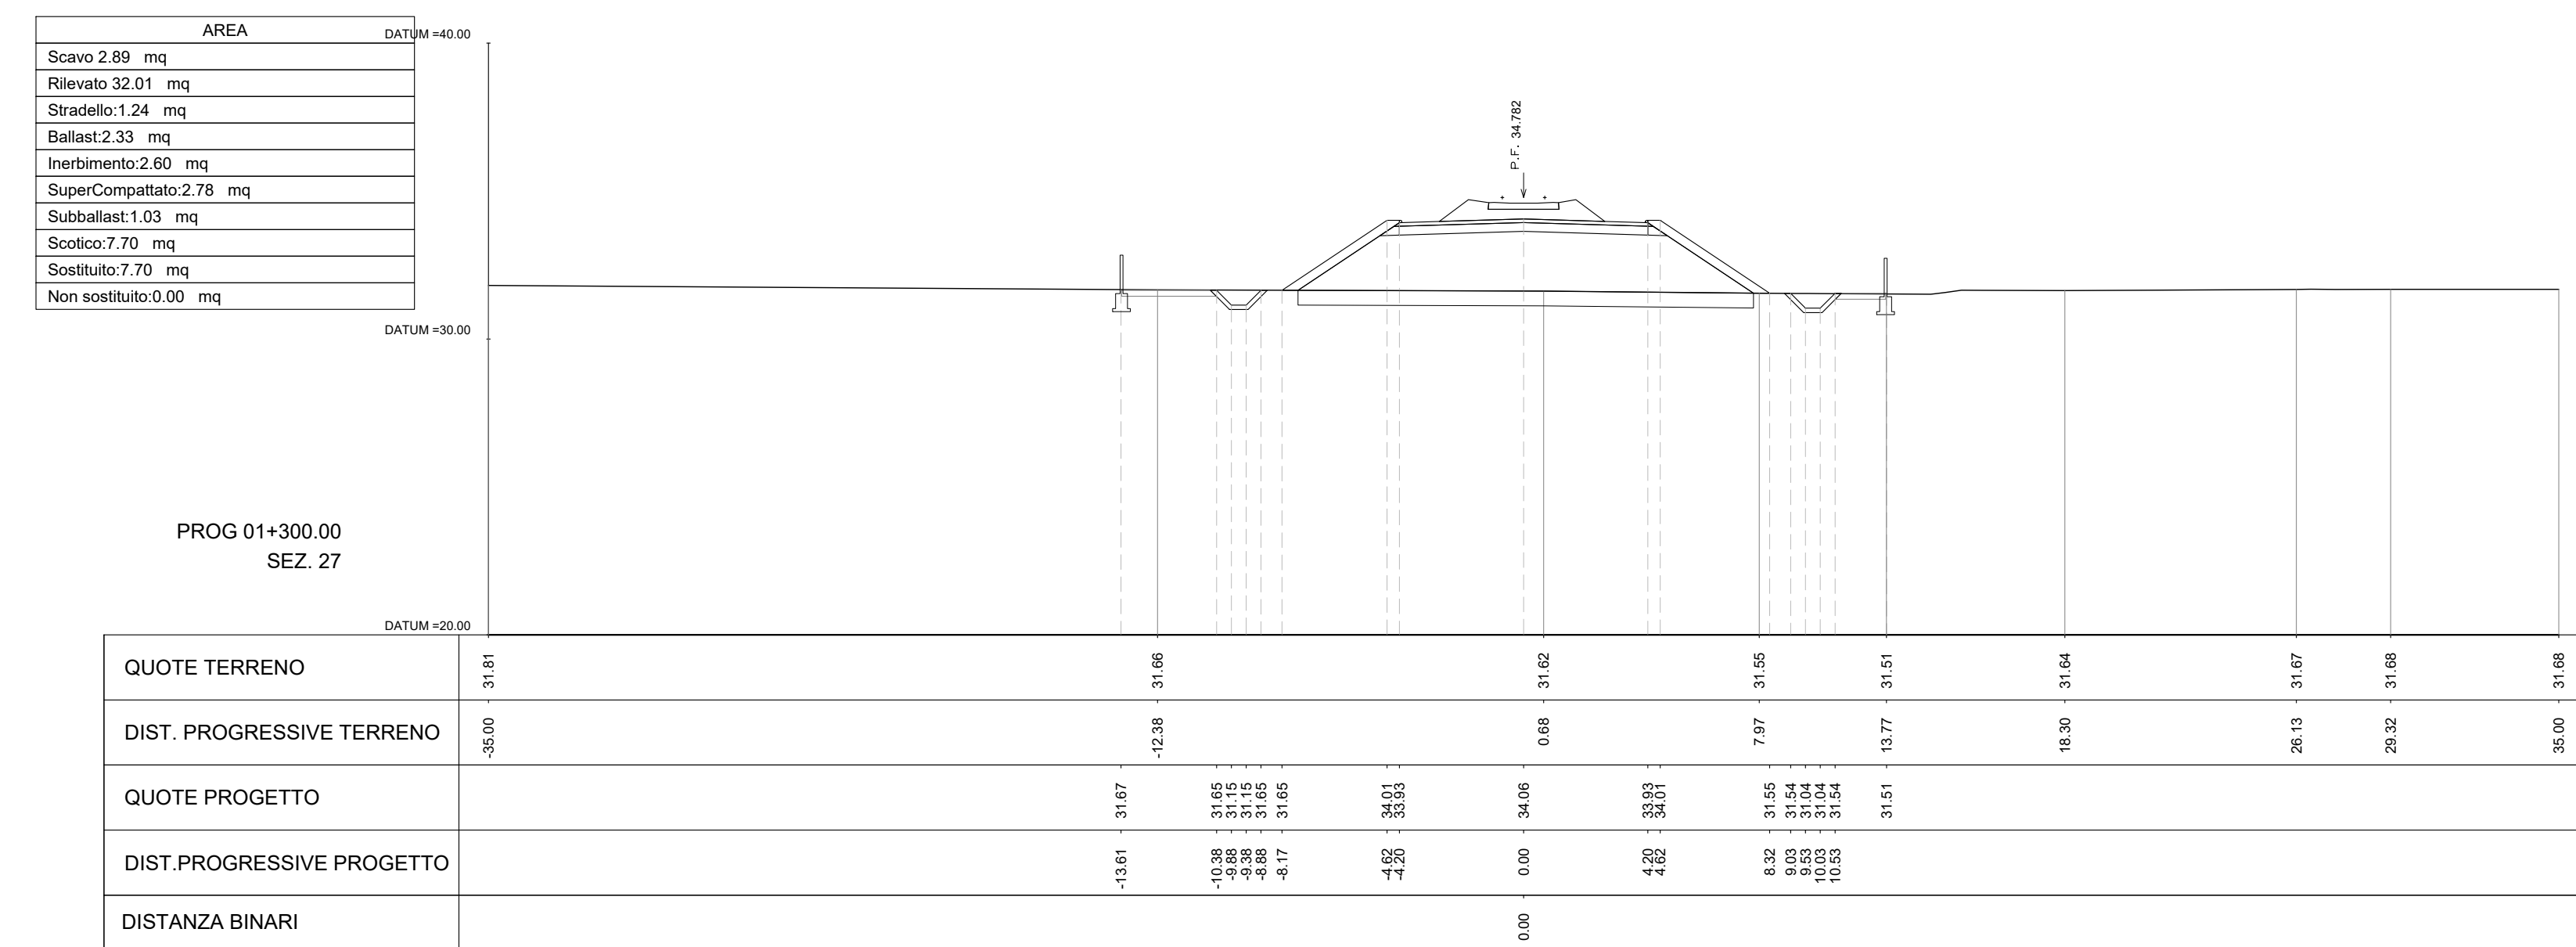 AREA
Scavo 2.89 mq
Rilevato 32.01 mq
Stradello:1.24 mq
Ballast:2.33 mq
Inerbimento:2.60 mq
SuperCompattato:2.78 mq
Subballast:1.03 mq
Scotico:7.70 mq
Sostituito:7.70 mq
Non sostituito:0.00 mq
DATUM =40.00
P.F. 34.782
DATUM =30.00
PROG 01+300.00
SEZ. 27
DATUM =20.00
QUOTE TERRENO 31.81 31.66 31.62 31.55 31.51 31.64 31.67 31.68 31.68
DIST. PROGRESSIVE TERRENO -35.00 -12.38 0.68 7.97 13.77 18.30 26.13 29.32 35.00
QUOTE PROGETTO 31.67 31.65 31.15 31.15 31.65 31.65 34.01 33.93 34.06 33.93 34.01 31.55 31.54 31.04 31.04 31.54 31.51
DIST.PROGRESSIVE PROGETTO -13.61 -10.38 -9.88 -9.38 -8.88 -8.17 -4.62 -4.20 0.00 4.20 4.62 8.32 9.03 9.53 10.03 10.53
DISTANZA BINARI 0.00